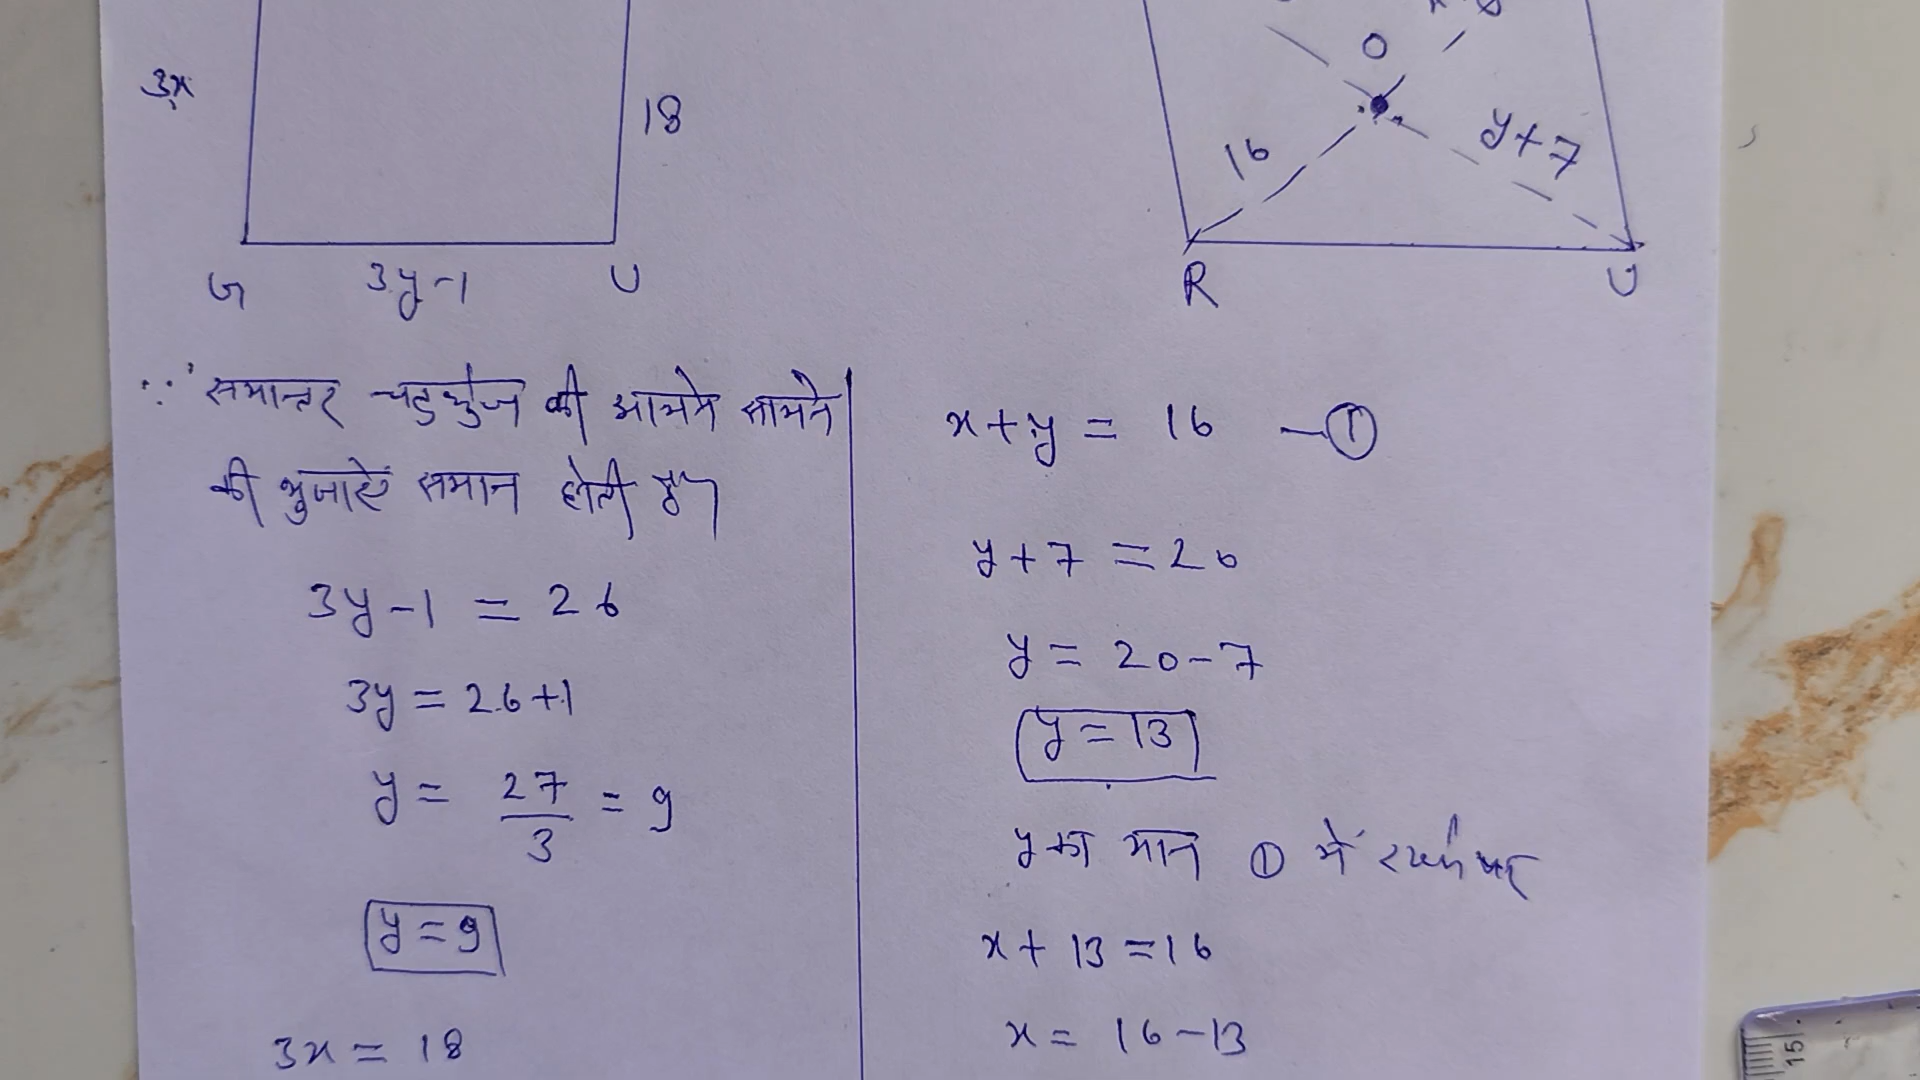 3x
18
G 3y-1 U
O
16
y+7
R U
∵ समान्तर चतुर्भुज की आमने सामने
की भुजाऐं समान होती हैं।
3y-1 = 26
3y = 26+1
y = 27/3 = 9
y = 9
3x = 18
x+y = 16 — ①
y+7 = 20
y = 20-7
y = 13
y का मान ① में रखने पर
x + 13 = 16
x = 16-13
15